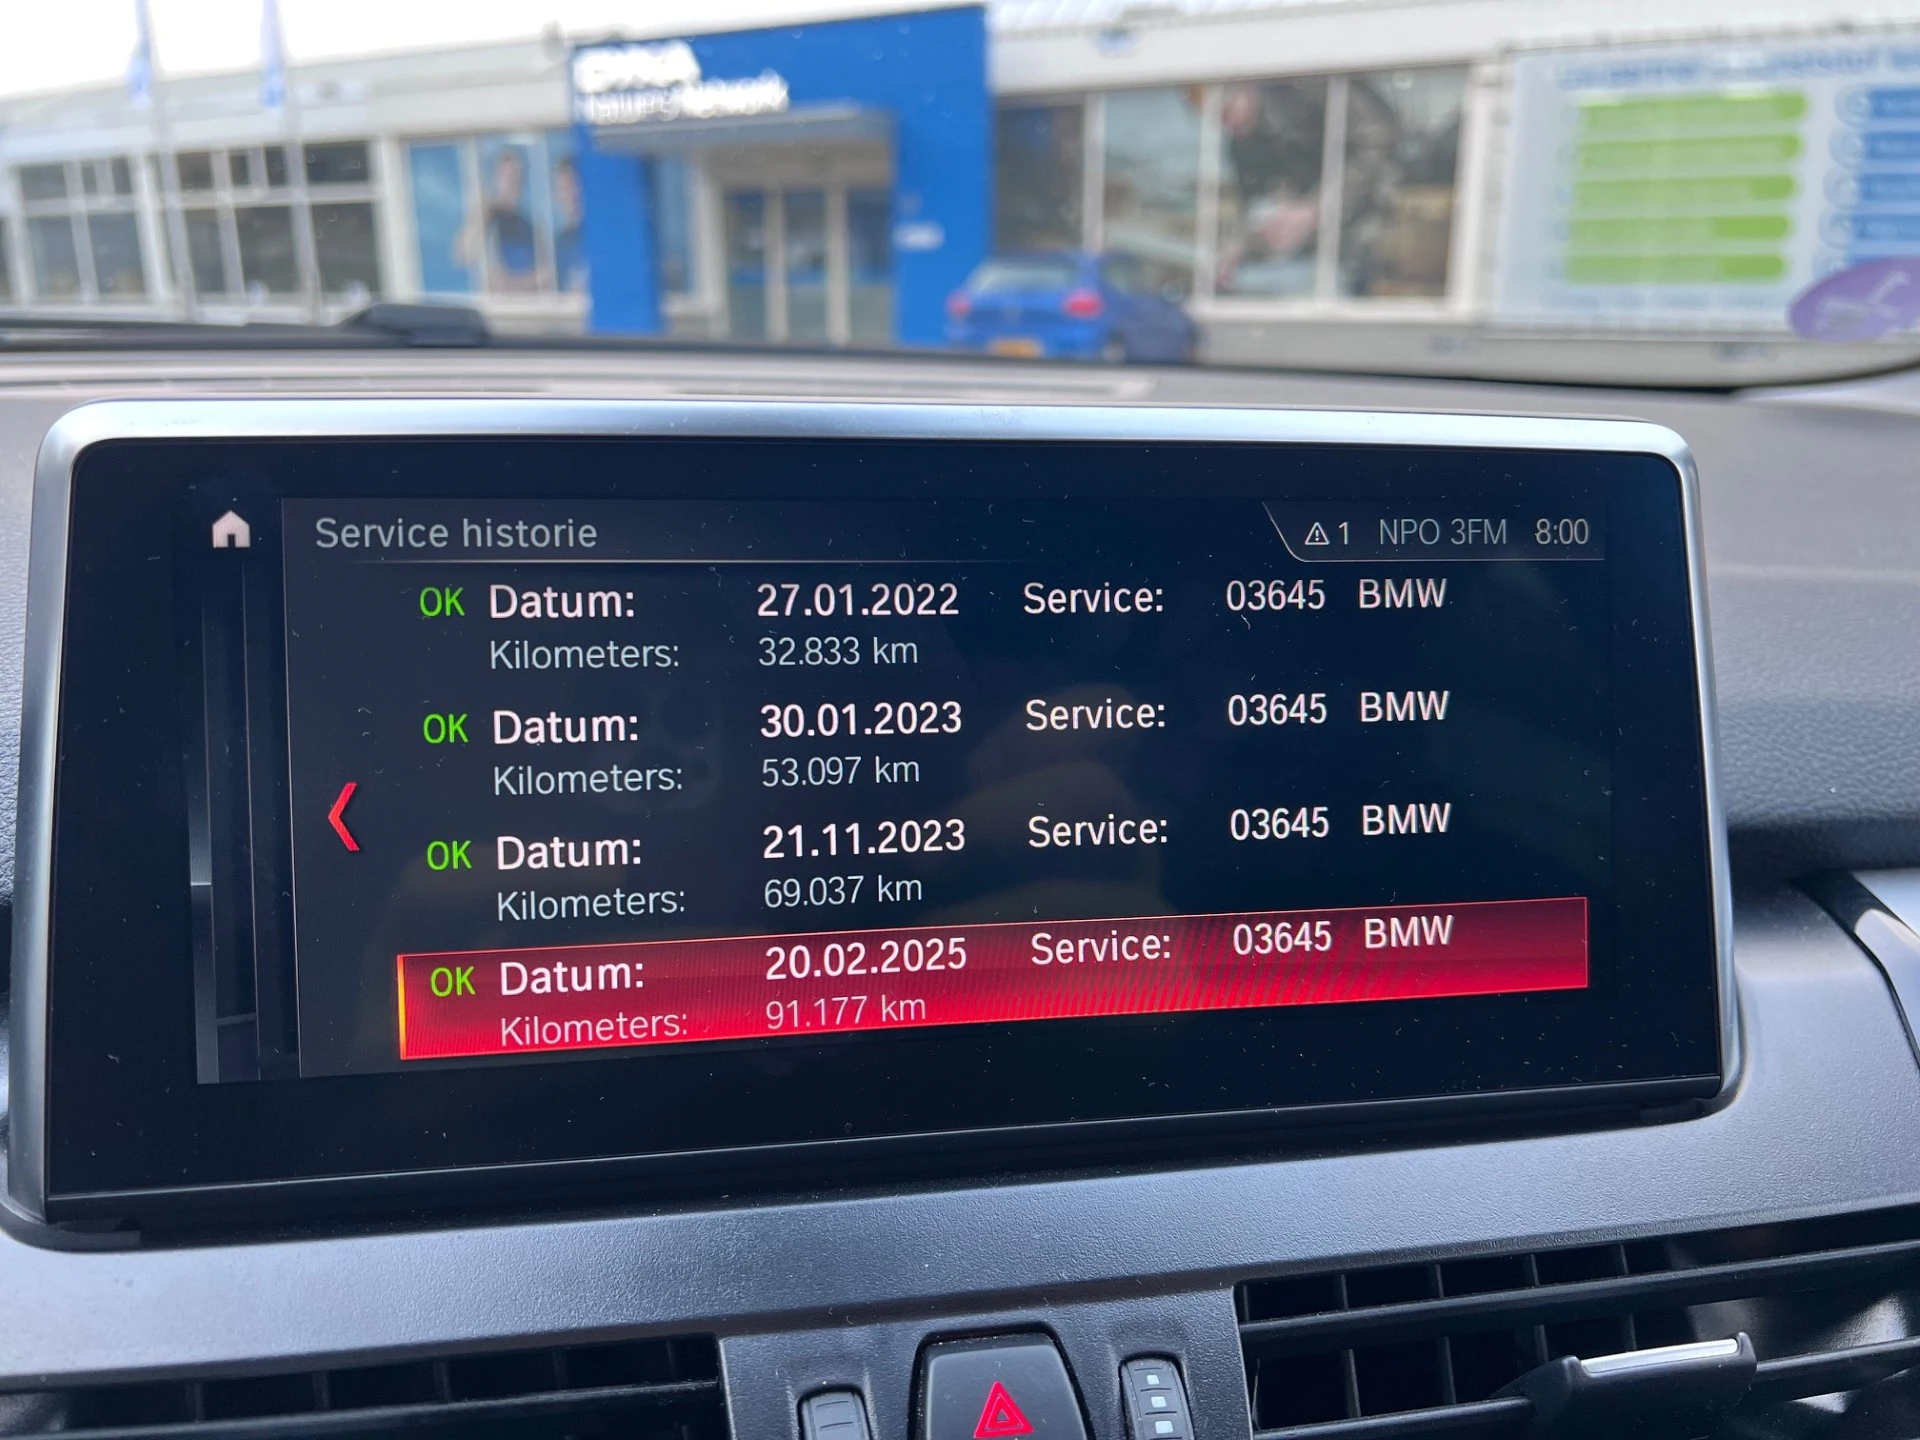 Service historie
1 NPO 3FM 8:00
OK Datum: 27.01.2022 Service: 03645 BMW
Kilometers: 32.833 km
OK Datum: 30.01.2023 Service: 03645 BMW
Kilometers: 53.097 km
OK Datum: 21.11.2023 Service: 03645 BMW
Kilometers: 69.037 km
OK Datum: 20.02.2025 Service: 03645 BMW
Kilometers: 91.177 km